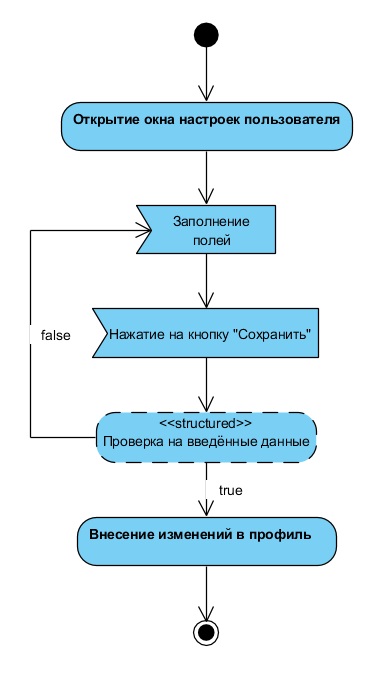 Открытие окна настроек пользователя
Заполнение
полей
false
Нажатие на кнопку "Сохранить"
<<structured>>
Проверка на введённые данные
true
Внесение изменений в профиль